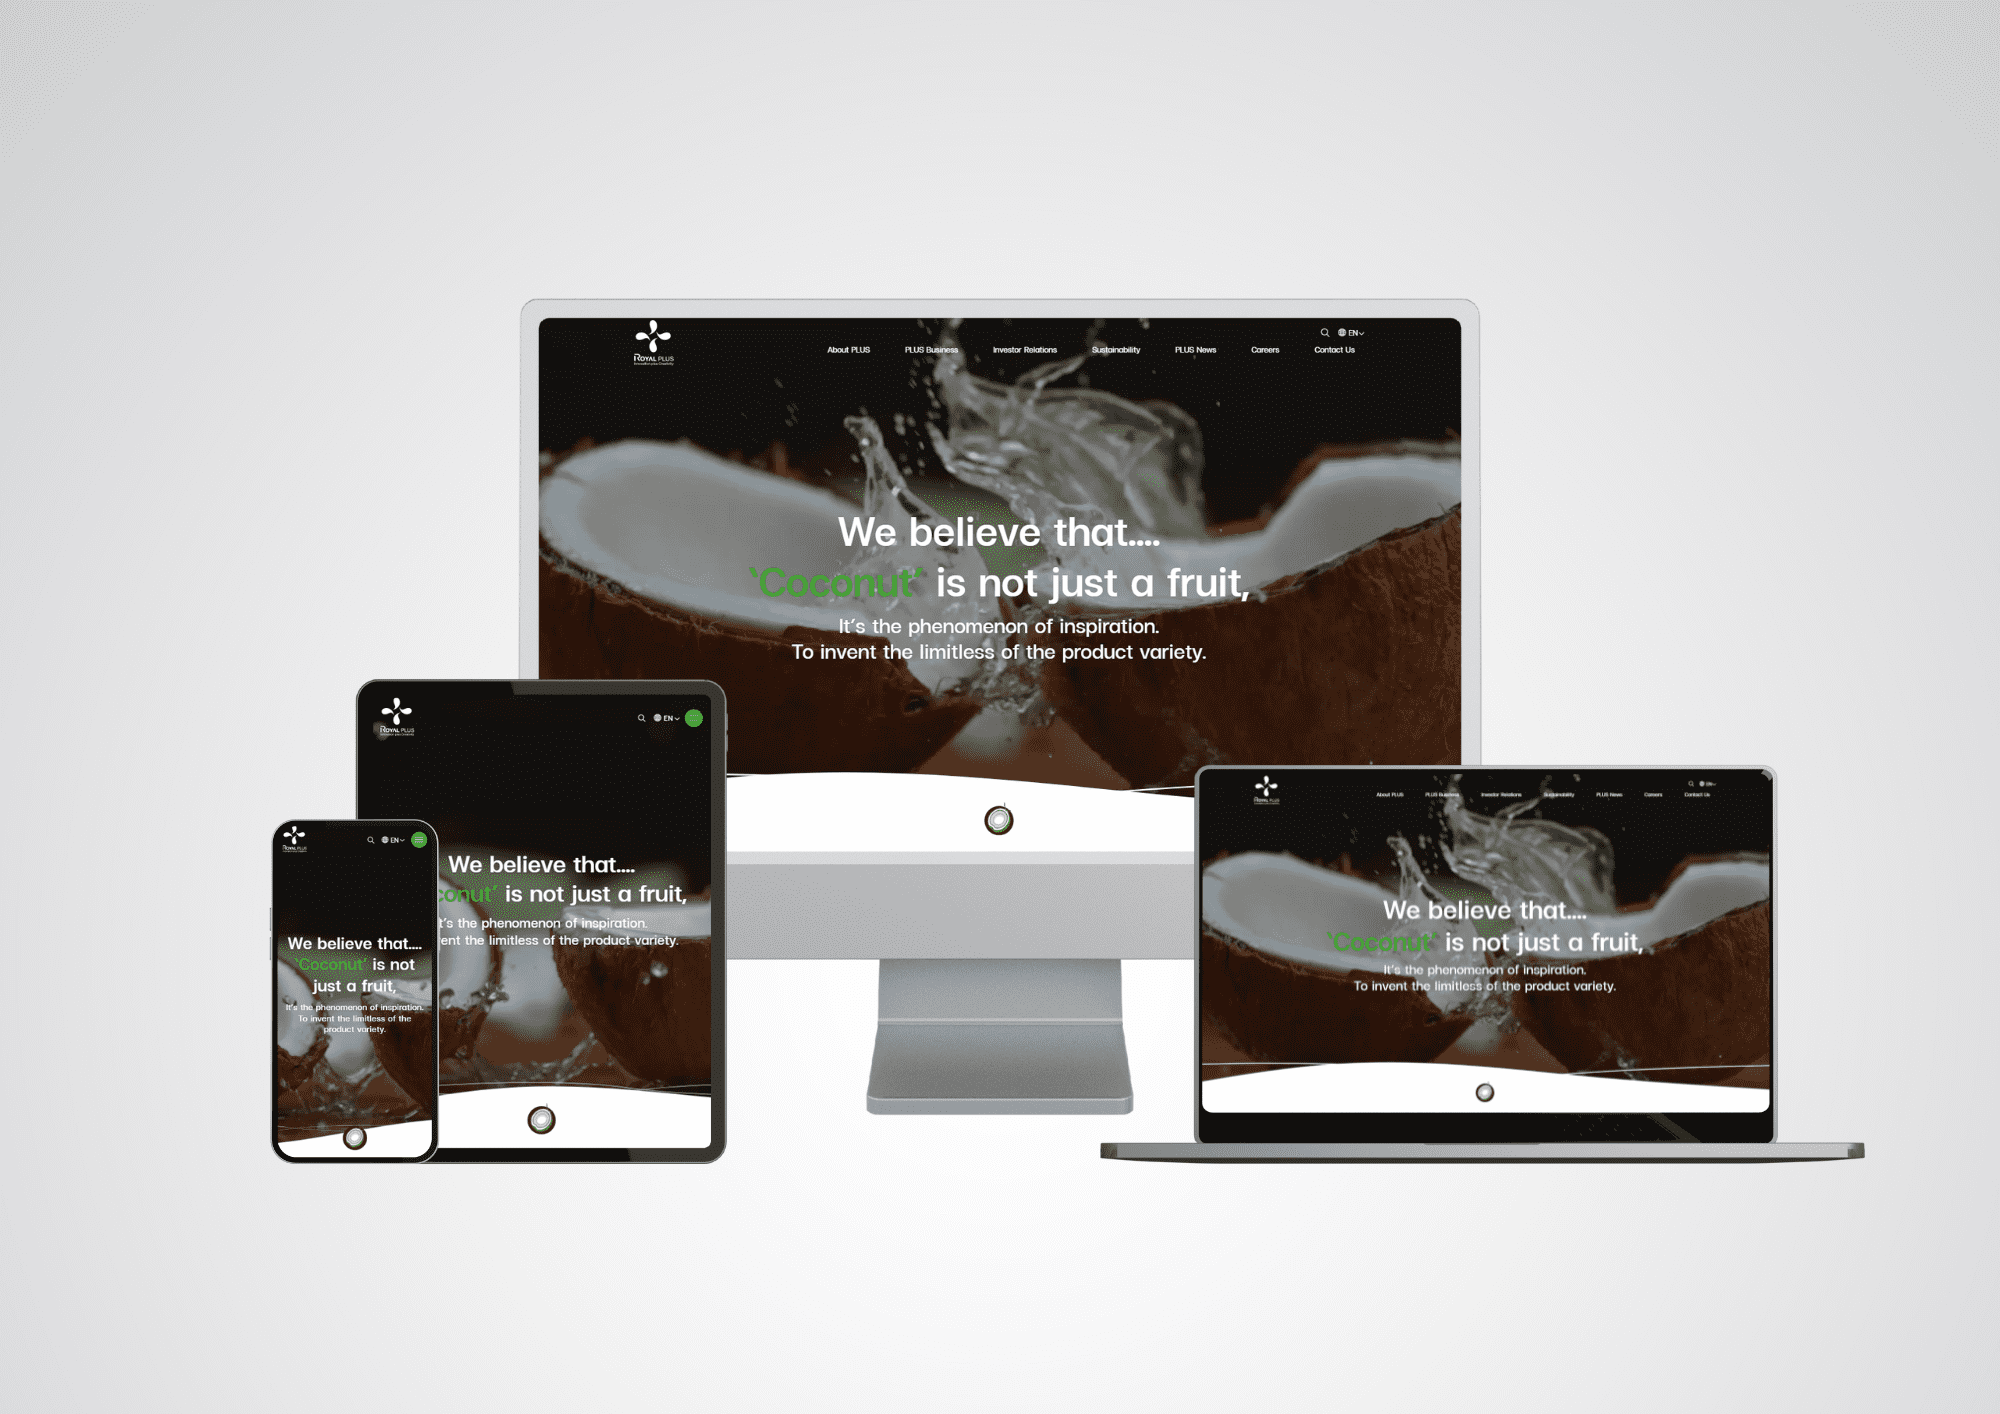 ROYAL PLUS
EN
About PLUS PLUS Business Investor Relations Sustainability PLUS News Careers Contact Us
We believe that....
‘Coconut’ is not just a fruit,
It’s the phenomenon of inspiration.
To invent the limitless of the product variety.
ROYAL PLUS
EN
We believe that....
conut’ is not just a fruit,
t’s the phenomenon of inspiration.
ent the limitless of the product variety.
ROYAL PLUS
EN
We believe that....
‘Coconut’ is not
just a fruit,
It’s the phenomenon of inspiration.
To invent the limitless of the
product variety.
ROYAL PLUS
EN
About PLUS PLUS Business Investor Relations Sustainability PLUS News Careers Contact Us
We believe that....
‘Coconut’ is not just a fruit,
It’s the phenomenon of inspiration.
To invent the limitless of the product variety.